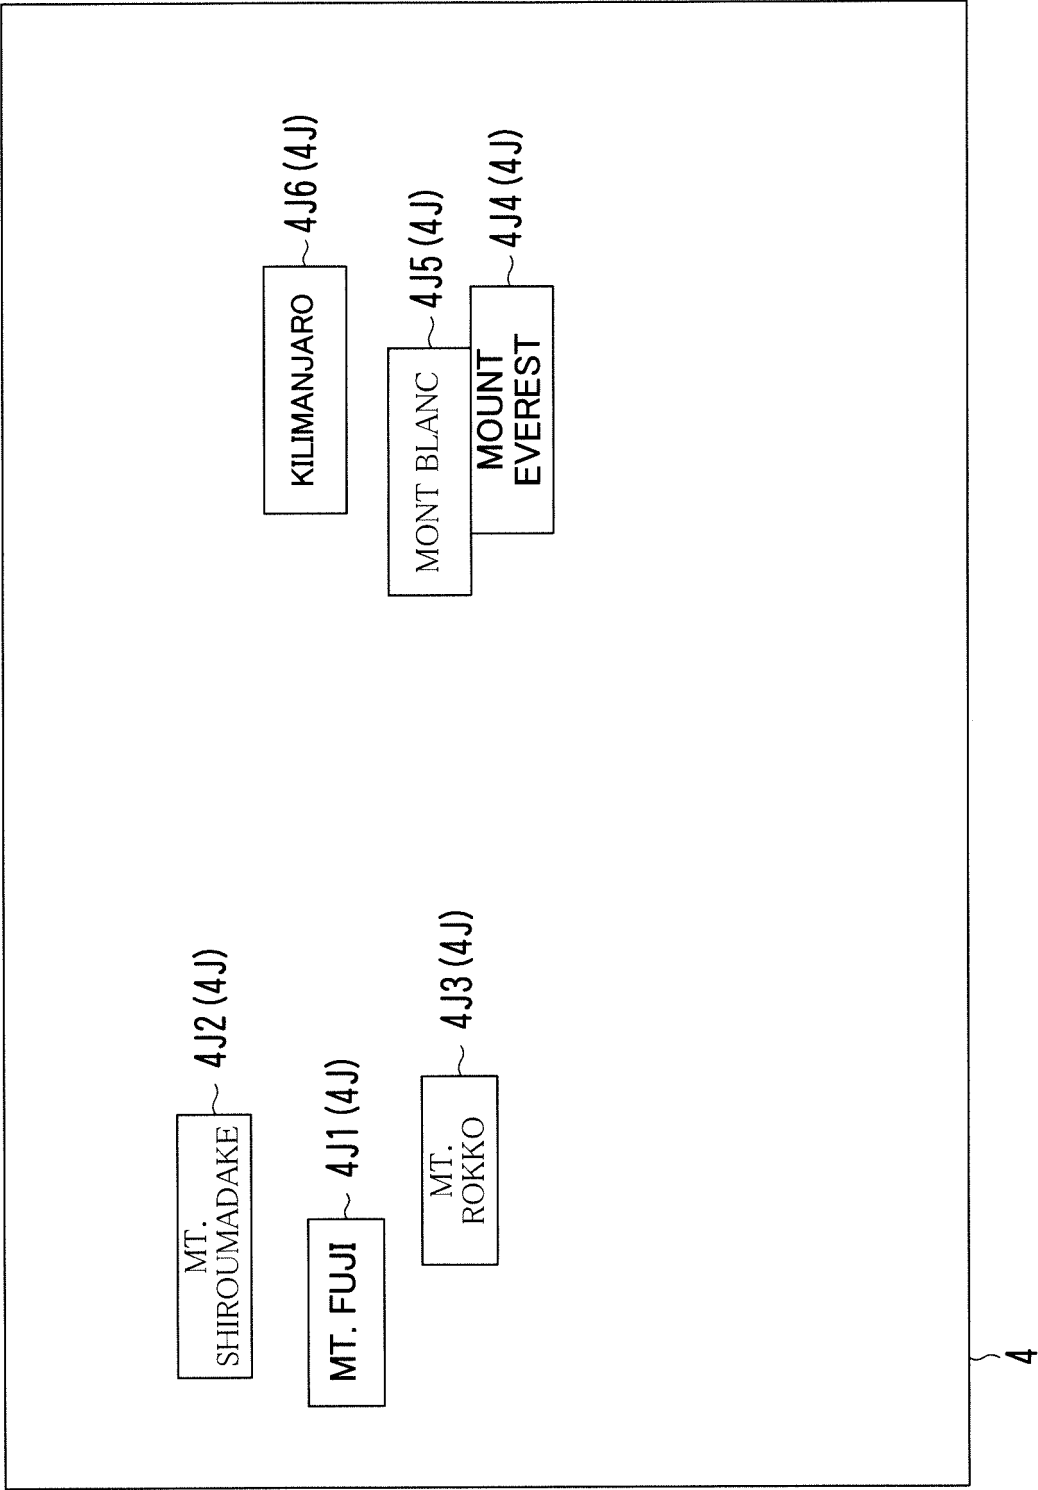 MT.
SHIROUMADAKE
4J2(4J)
MT. FUJI
4J1(4J)
MT.
ROKKO
4J3(4J)
KILIMANJARO
4J6(4J)
MONT BLANC
4J5(4J)
MOUNT
EVEREST
4J4(4J)
4